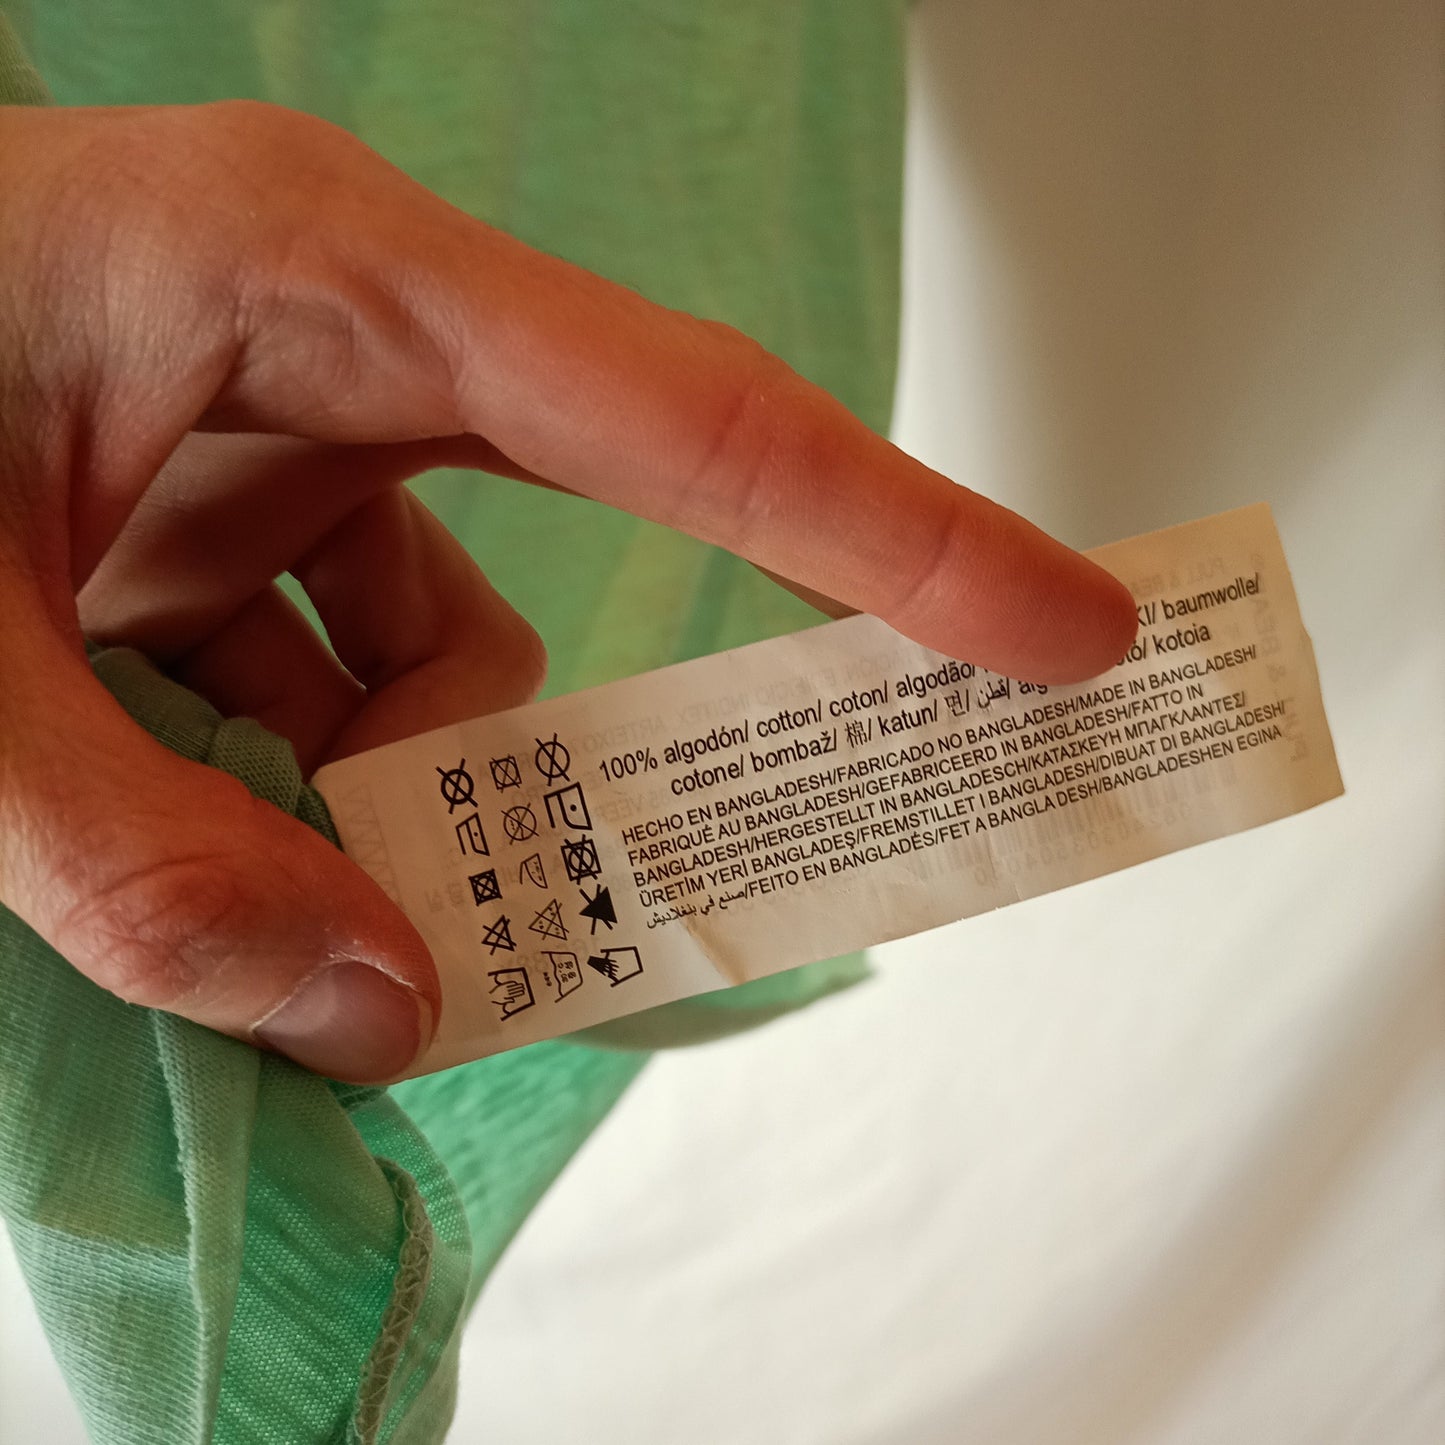 100% algodón/ cotton/ coton/ algodão/ KI/ baumwolle/
cotone/ bombaž/ 棉/ katun/ 면/ قطن/ kotoia
HECHO EN BANGLADESH/FABRICADO NO BANGLADESH/MADE IN BANGLADESH/
FABRIQUÉ AU BANGLADESH/GEFABRICEERD IN BANGLADESH/FATTO IN
BANGLADESH/HERGESTELLT IN BANGLADESCH/ΚΑΤΑΣΚΕΥΗ ΜΠΑΓΚΛΑΝΤΕΣ/
ÜRETİM YERİ BANGLADEŞ/FREMSTILLET I BANGLADESH/DIBUAT DI BANGLADESH/
صنع في بنغلاديش/FEITO EN BANGLADÉS/FET A BANGLA DESH/BANGLADESHEN EGINA